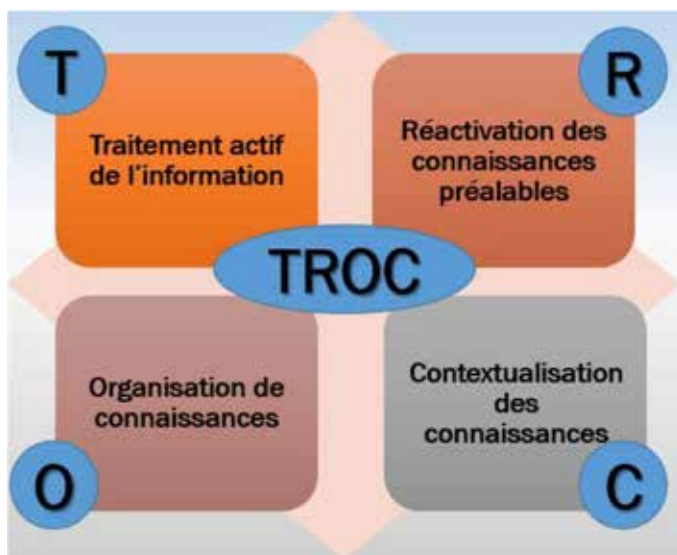 T
Traitement actif
de l'information
R
Réactivation des
connaissances
préalables
TROC
O
Organisation de
connaissances
C
Contextualisation
des
connaissances